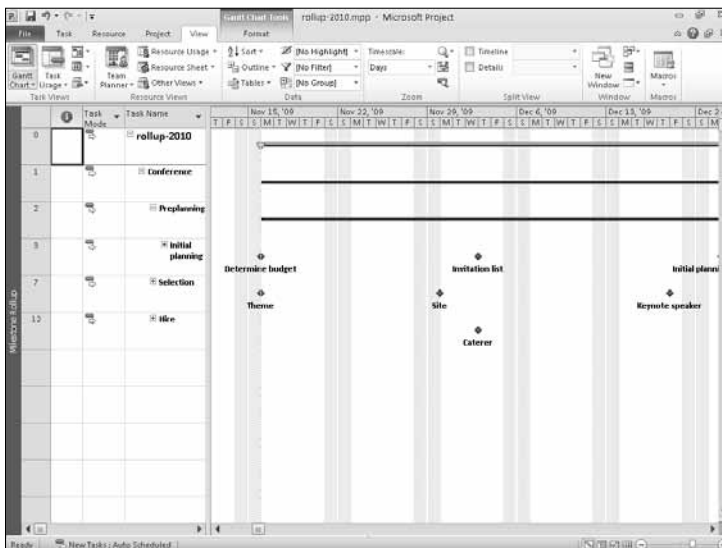 Gantt Chart Tools
rollup-2010.mpp - Microsoft Project
File Task Resource Project View Format
Gantt Chart
Task Usage
Team Planner
Resource Usage
Resource Sheet
Other Views
Sort
Outline
Tables
[No Highlight]
[No Filter]
[No Group]
Timescale:
Days
Timeline
Details
New Window
Macros
Task Views Resource Views Data Zoom Split View Window Macros
Task Mode Task Name
Nov 15, '09 Nov 22, '09 Nov 29, '09 Dec 6, '09 Dec 13, '09 Dec 2
T F S S M T W T F S S M T W T F S S M T W T F S S M T W T F S S M T W T F S S M
0 rollup-2010
1 Conference
2 Preplanning
3 Initial planning
Determine budget Invitation list Initial planni
7 Selection
Theme Site Keynote speaker
12 Hire
Caterer
Milestone Rollup
Ready New Tasks : Auto Scheduled